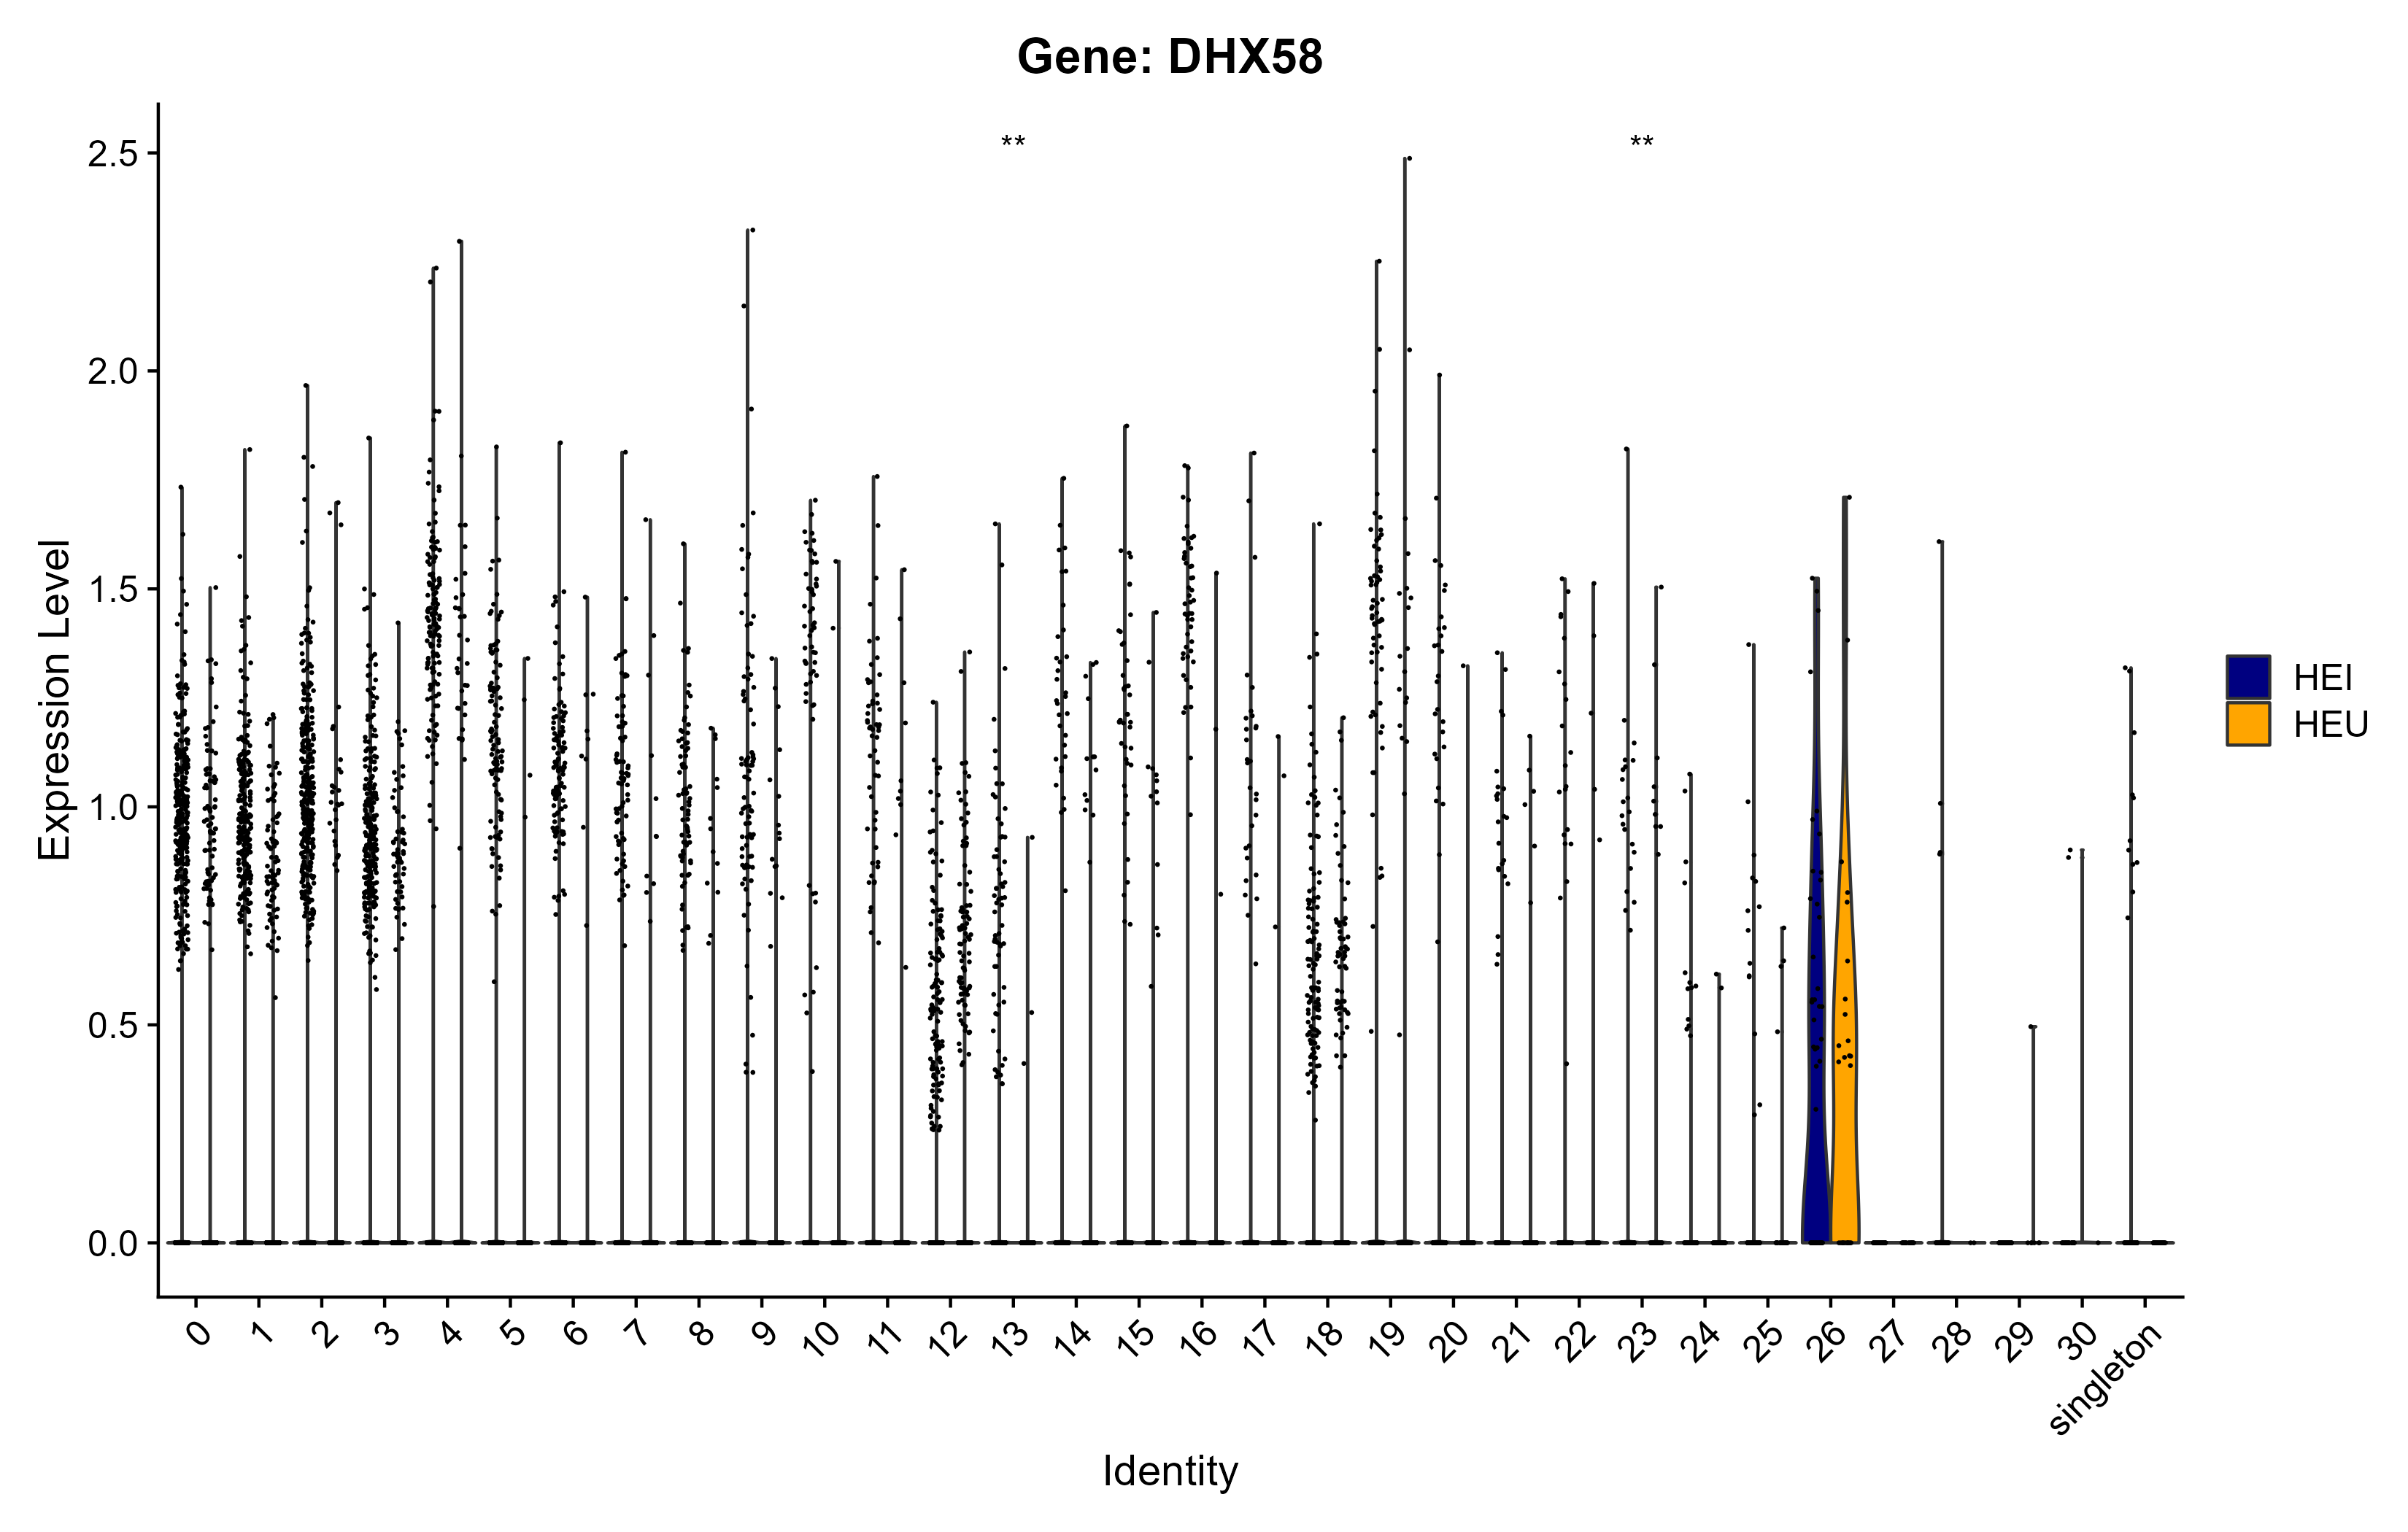 Gene: DHX58
** **
2.5
2.0
1.5
1.0
0.5
0.0
Expression Level
HEI
HEU
0 1 2 3 4 5 6 7 8 9 10 11 12 13 14 15 16 17 18 19 20 21 22 23 24 25 26 27 28 29 30 singleton
Identity